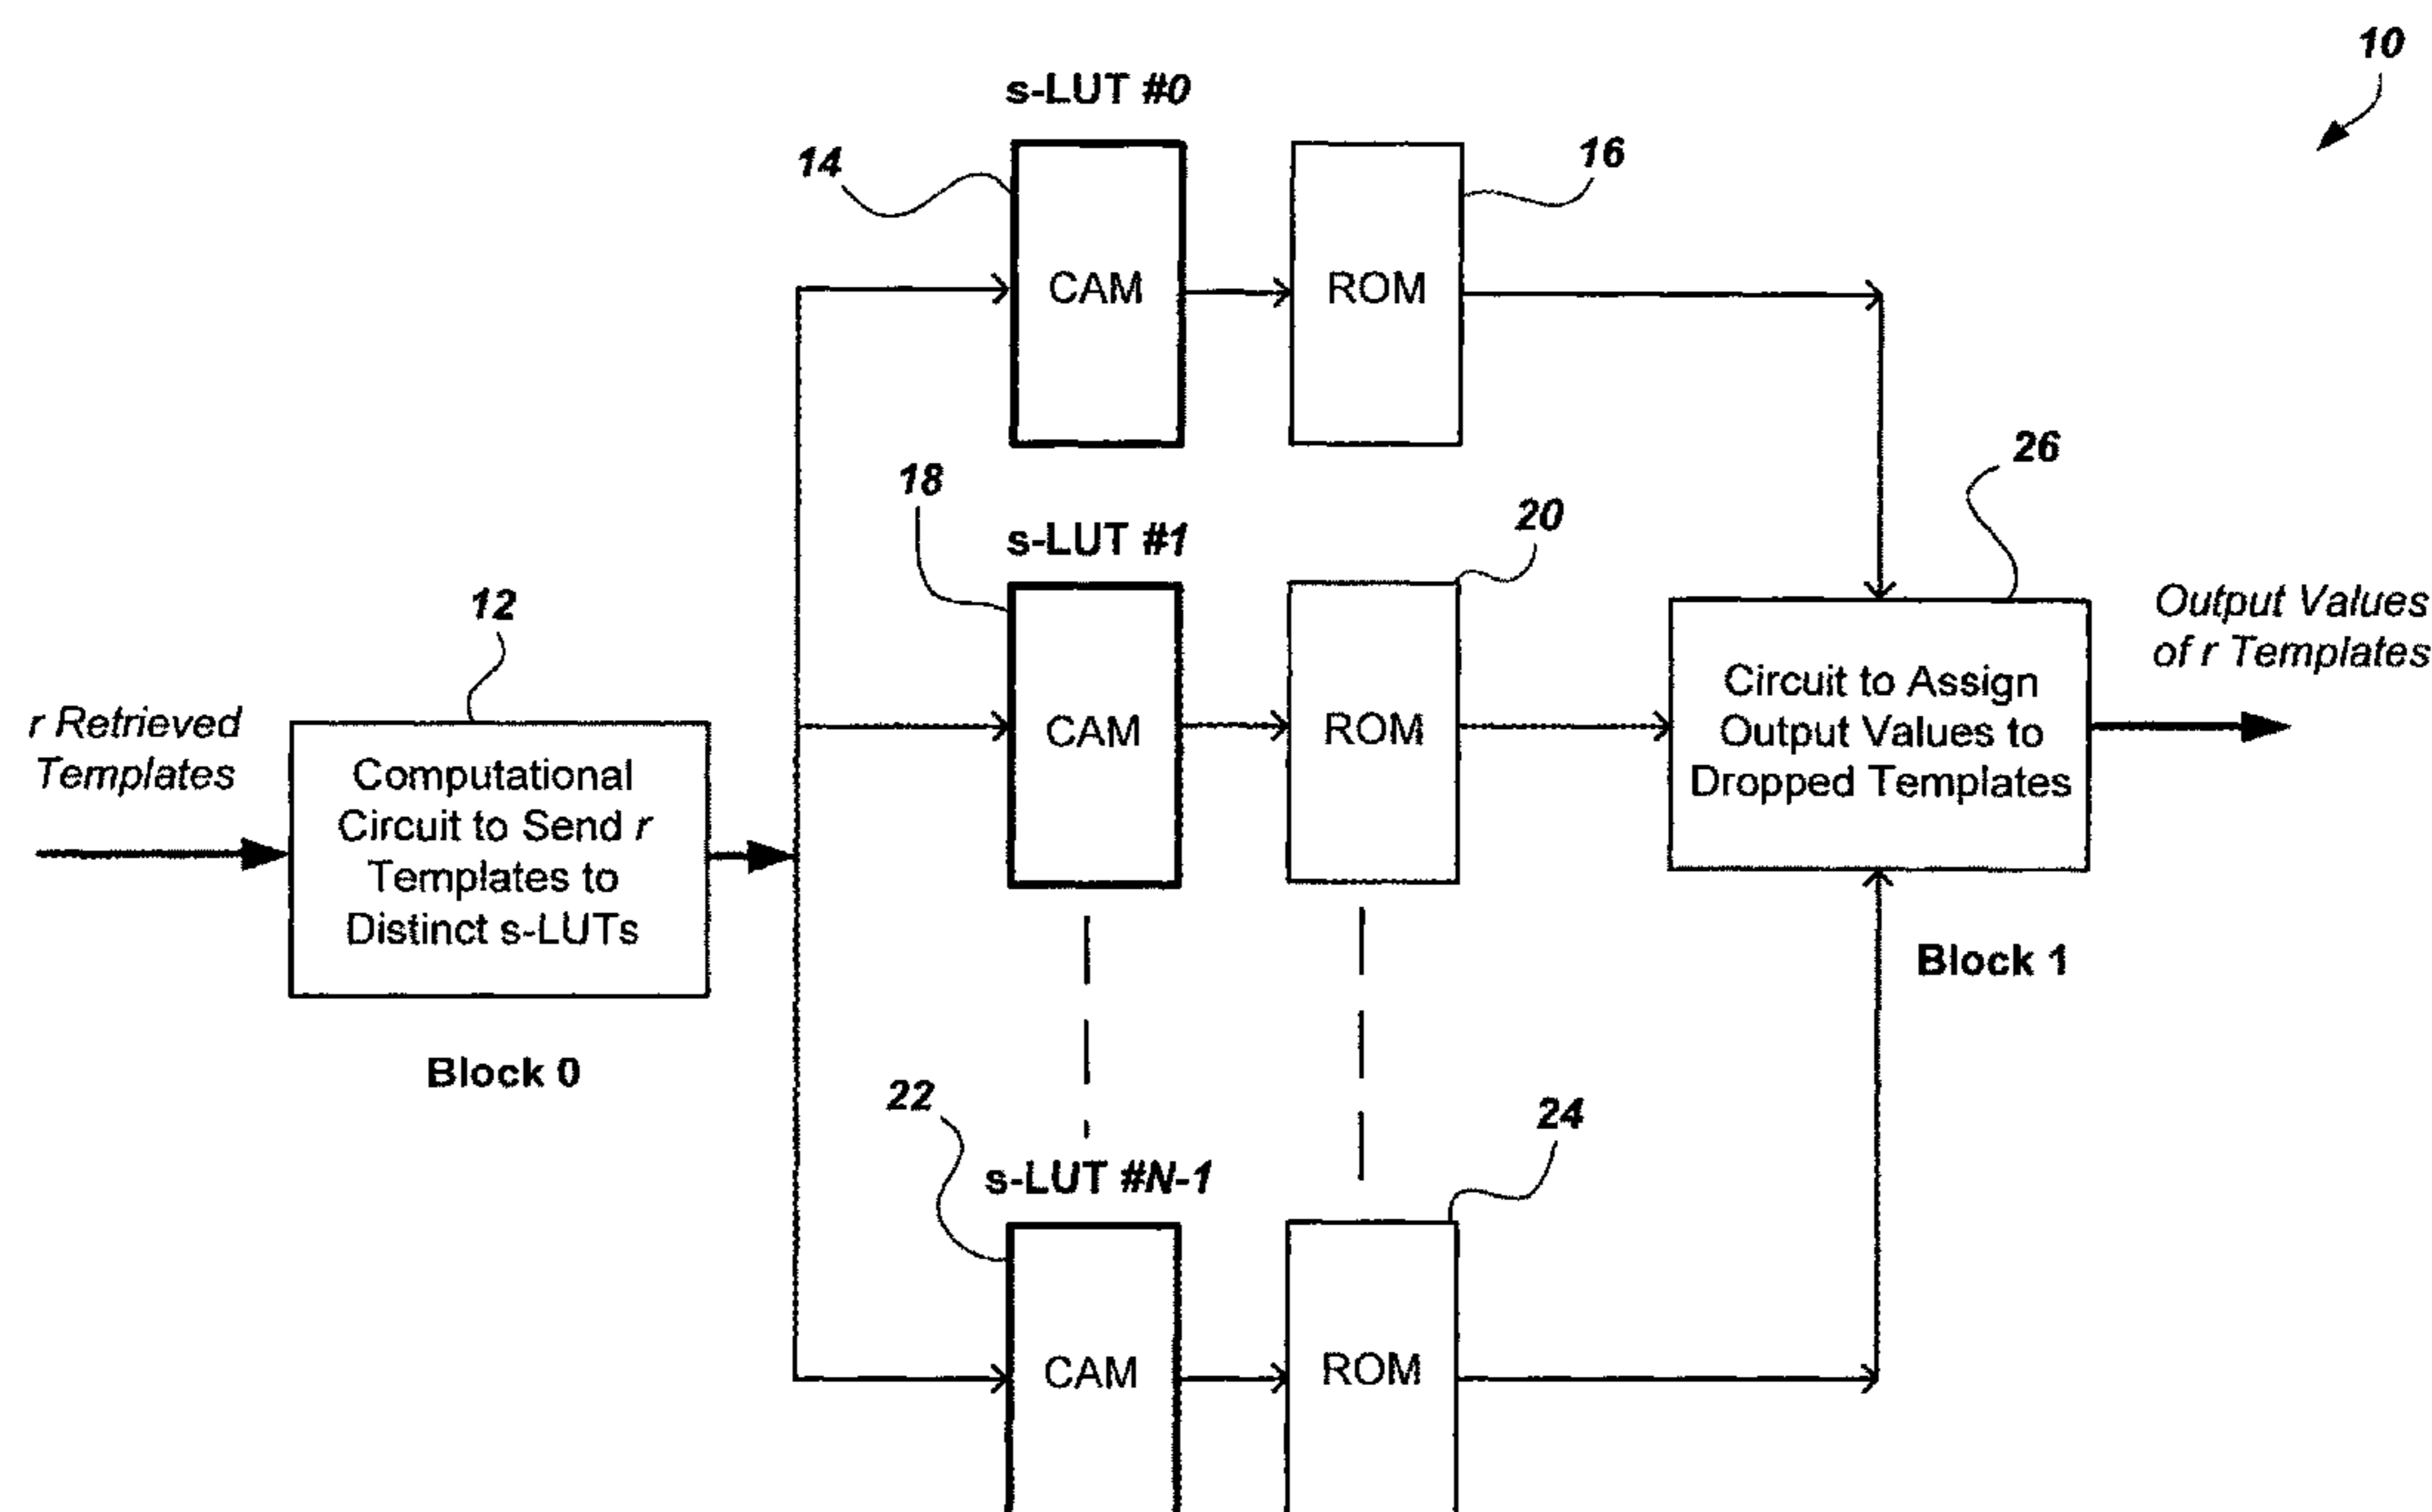 10
s-LUT #0
14
CAM
ROM
16
18
s-LUT #1
CAM
ROM
20
26
12
r Retrieved
Templates
Computational
Circuit to Send r
Templates to
Distinct s-LUTs
Block 0
Circuit to Assign
Output Values to
Dropped Templates
Output Values
of r Templates
Block 1
22
s-LUT #N-1
CAM
ROM
24